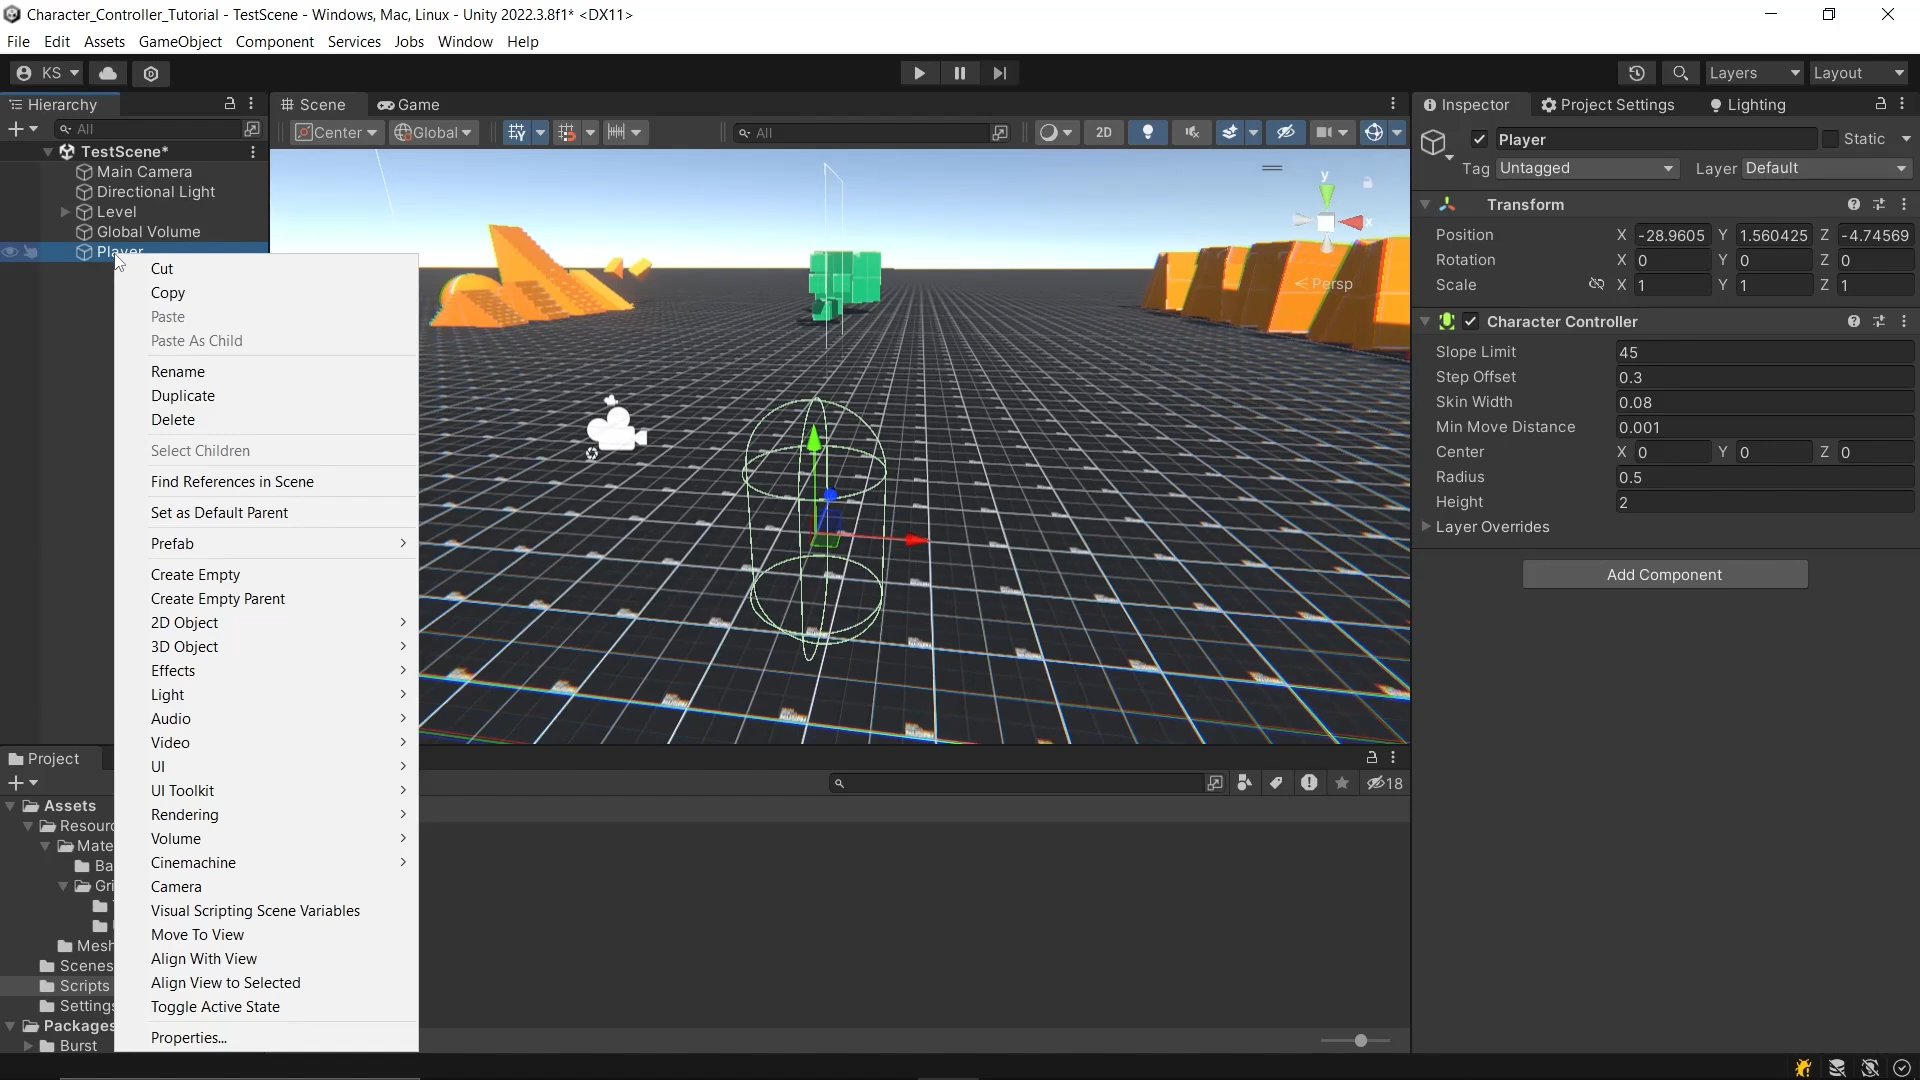 Character_Controller_Tutorial - TestScene - Windows, Mac, Linux - Unity 2022.3.8f1* <DX11>
File Edit Assets GameObject Component Services Jobs Window Help
KS Layers Layout
Hierarchy
All
TestScene*
Main Camera
Directional Light
Level
Global Volume
Player
Scene Game
Center Global All 2D
y
x
Persp
Cut
Copy
Paste
Paste As Child
Rename
Duplicate
Delete
Select Children
Find References in Scene
Set as Default Parent
Prefab
Create Empty
Create Empty Parent
2D Object
3D Object
Effects
Light
Audio
Video
UI
UI Toolkit
Rendering
Volume
Cinemachine
Camera
Visual Scripting Scene Variables
Move To View
Align With View
Align View to Selected
Toggle Active State
Properties...
Inspector Project Settings Lighting
Player Static
Tag Untagged Layer Default
Transform
Position X -28.9605 Y 1.560425 Z -4.74569
Rotation X 0 Y 0 Z 0
Scale X 1 Y 1 Z 1
Character Controller
Slope Limit 45
Step Offset 0.3
Skin Width 0.08
Min Move Distance 0.001
Center X 0 Y 0 Z 0
Radius 0.5
Height 2
Layer Overrides
Add Component
Project
18
Assets
Resour
Mate
Ba
Gri
Mesh
Scenes
Scripts
Settings
Packages
Burst